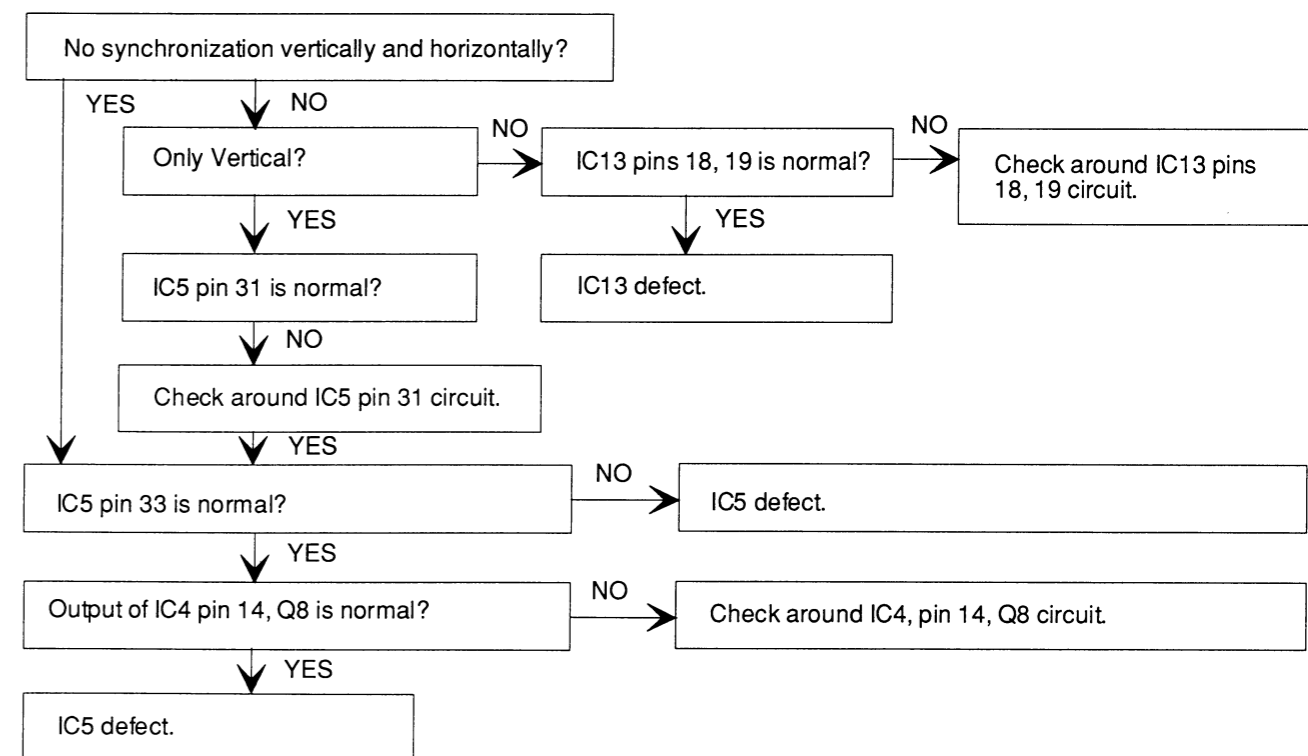 No synchronization vertically and horizontally?
YES
NO
Only Vertical?
NO
IC13 pins 18, 19 is normal?
NO
Check around IC13 pins
18, 19 circuit.
YES
YES
IC5 pin 31 is normal?
IC13 defect.
NO
Check around IC5 pin 31 circuit.
YES
IC5 pin 33 is normal?
NO
IC5 defect.
YES
Output of IC4 pin 14, Q8 is normal?
NO
Check around IC4, pin 14, Q8 circuit.
YES
IC5 defect.